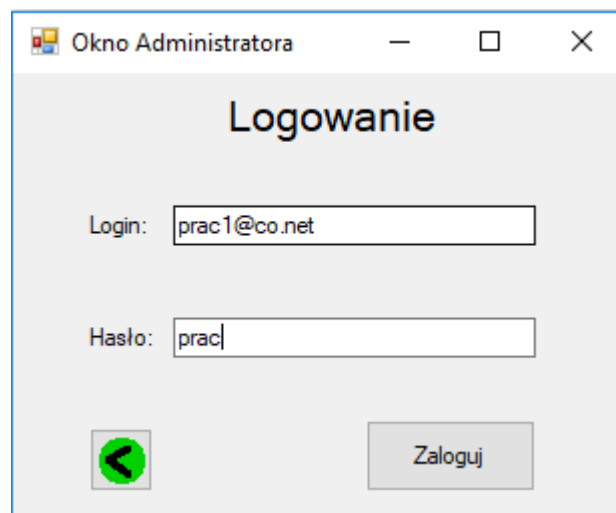 Okno Administratora
Logowanie
Login: prac1@co.net
Hasło: prac
Zaloguj